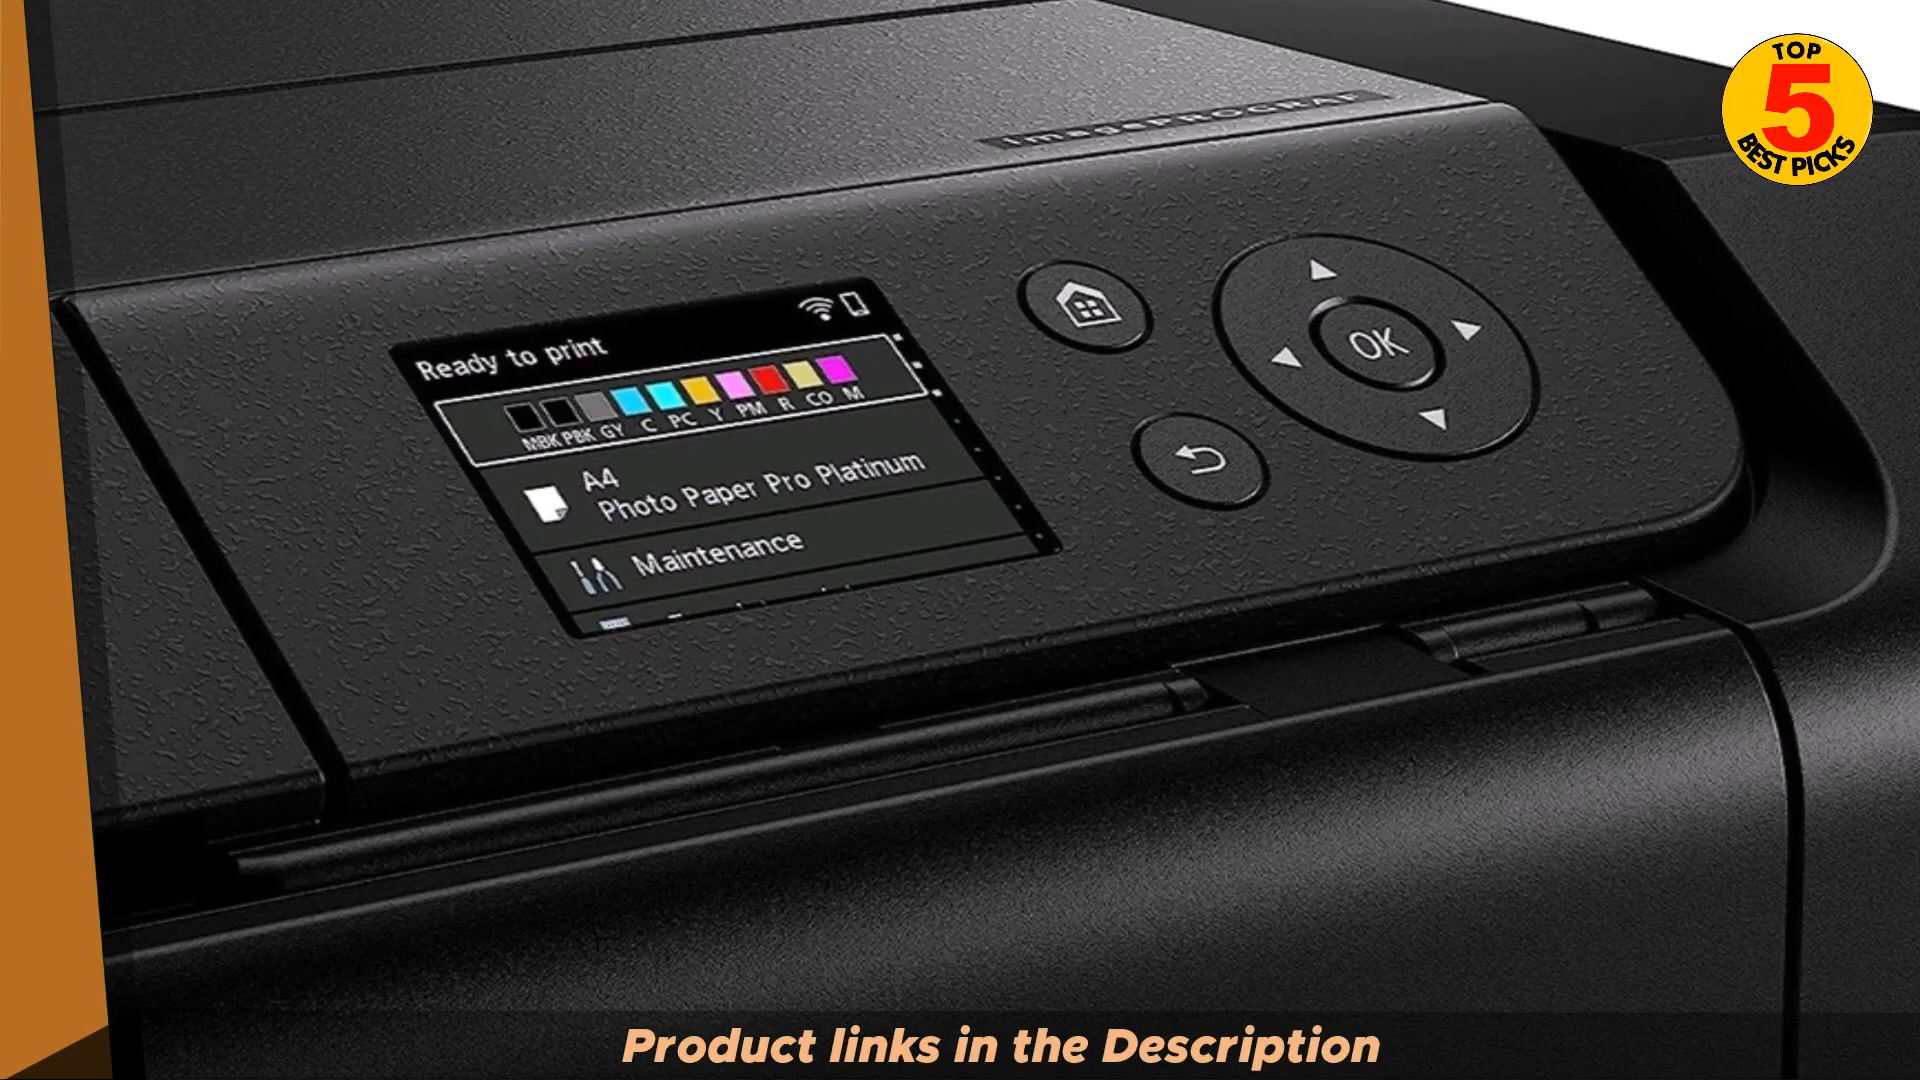 TOP
5
BEST PICKS
imagePROGRAF
Ready to print
MBK PBK GY C PC Y PM R CO M
A4
Photo Paper Pro Platinum
Maintenance
OK
Product links in the Description